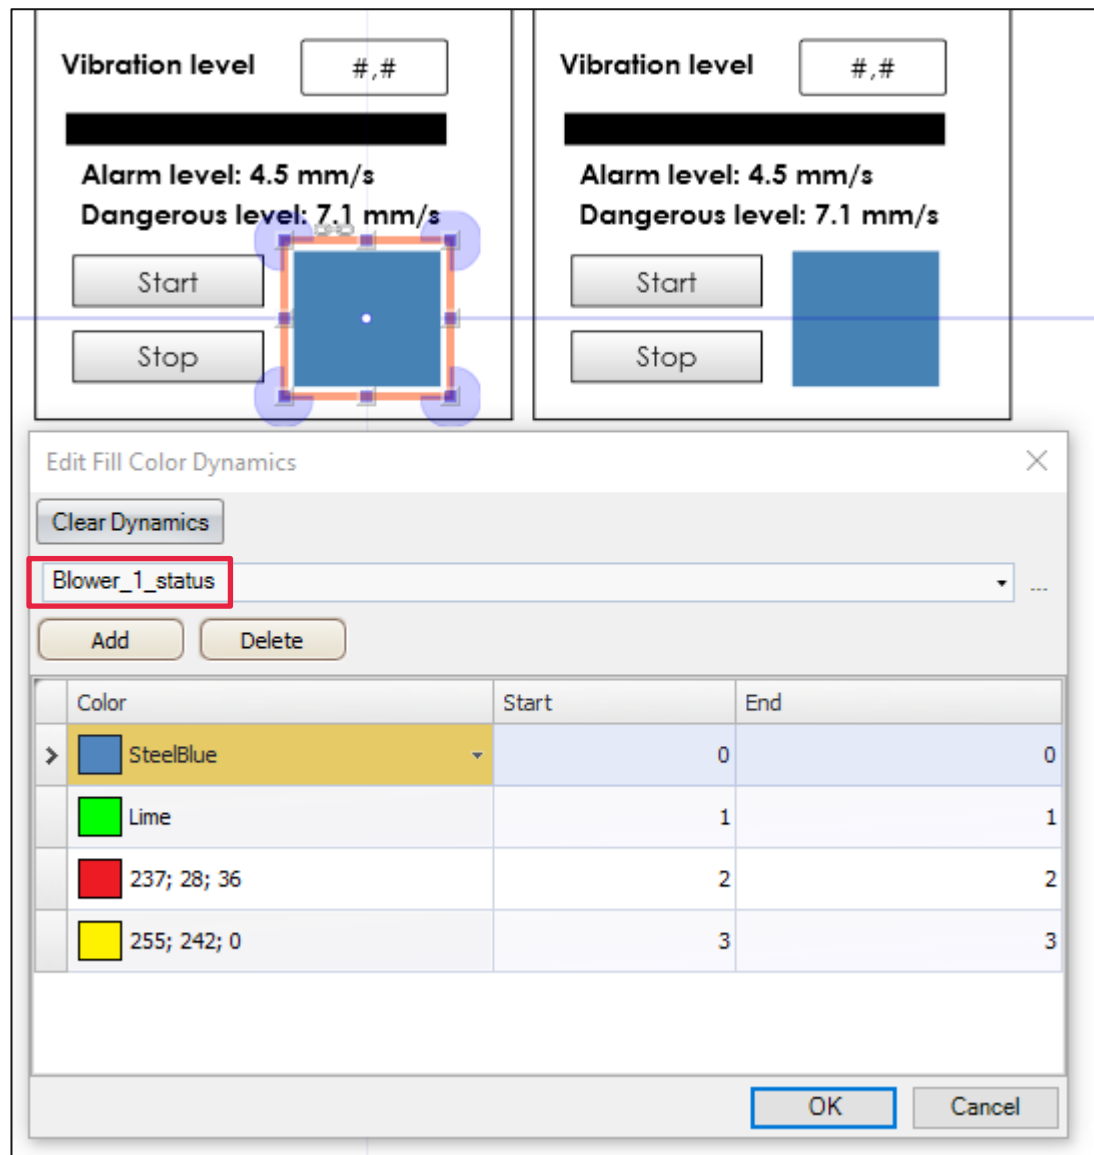 Vibration level #,# Vibration level #,#
Alarm level: 4.5 mm/s Alarm level: 4.5 mm/s
Dangerous level: 7.1 mm/s Dangerous level: 7.1 mm/s
Start Start
Stop Stop
Edit Fill Color Dynamics
Clear Dynamics
Blower_1_status ...
Add Delete
Color Start End
SteelBlue 0 0
Lime 1 1
237; 28; 36 2 2
255; 242; 0 3 3
OK Cancel